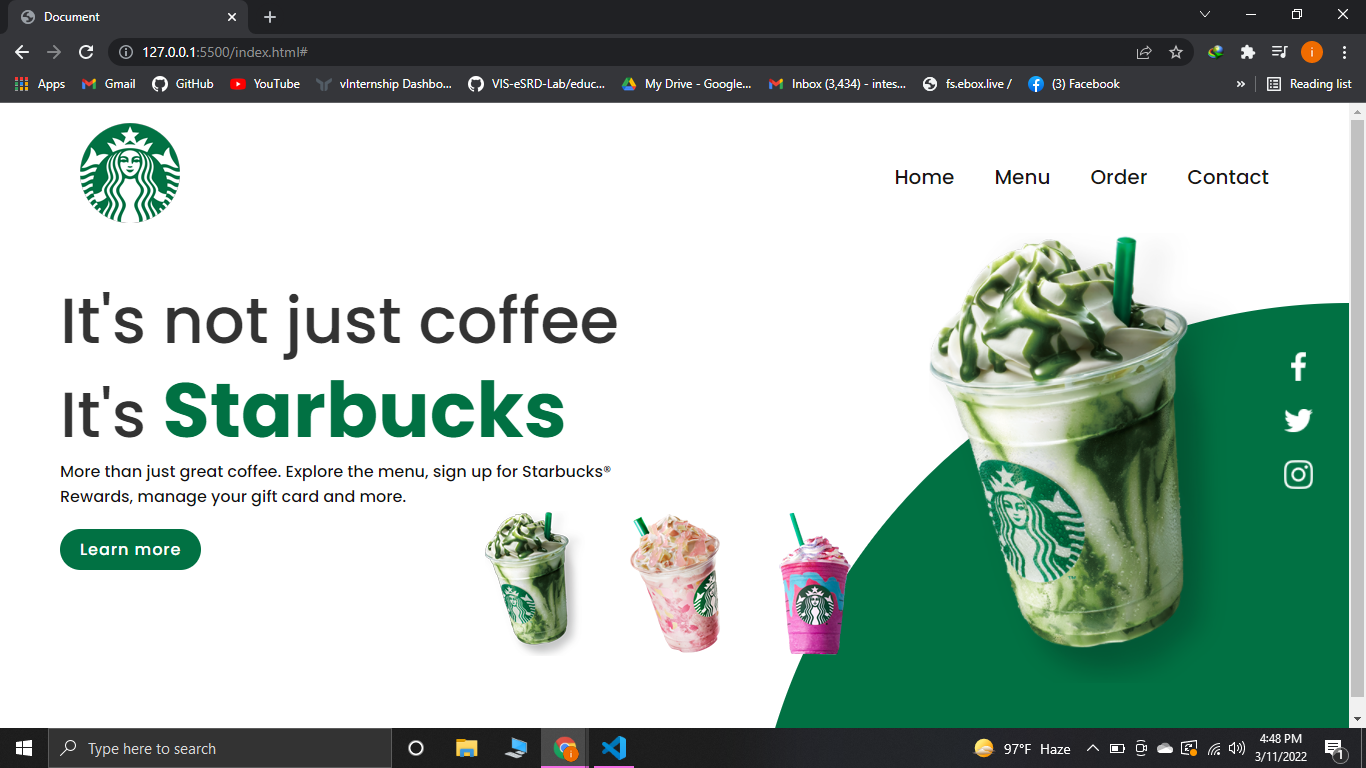 Document
127.0.0.1:5500/index.html#
Apps Gmail GitHub YouTube vInternship Dashbo... VIS-eSRD-Lab/educ... My Drive - Google... Inbox (3,434) - intes... fs.ebox.live / (3) Facebook » Reading list
Home Menu Order Contact
It's not just coffee
It's Starbucks
More than just great coffee. Explore the menu, sign up for Starbucks®
Rewards, manage your gift card and more.
Learn more
Type here to search
97°F Haze
4:48 PM
3/11/2022
1